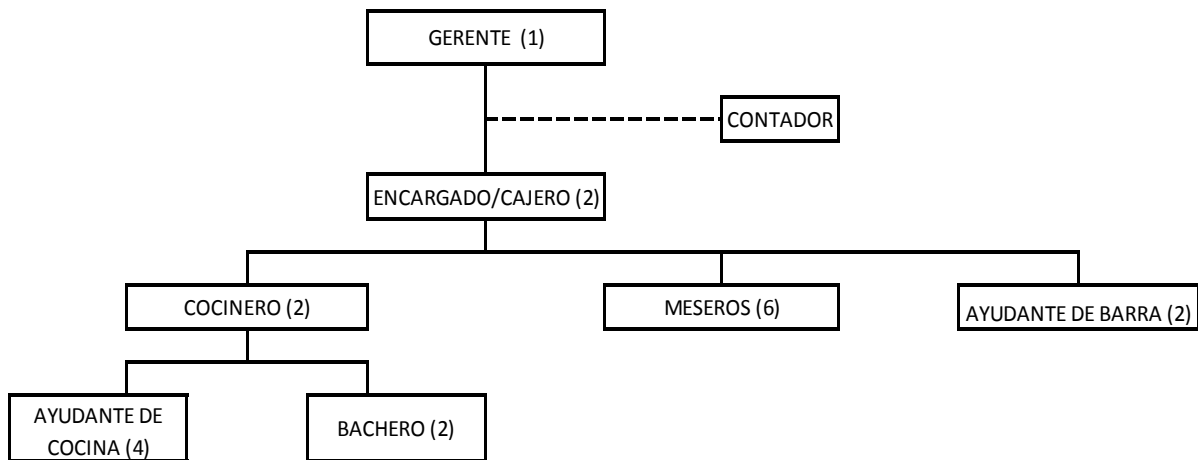 GERENTE (1)
CONTADOR
ENCARGADO/CAJERO (2)
COCINERO (2)
MESEROS (6)
AYUDANTE DE BARRA (2)
AYUDANTE DE
COCINA (4)
BACHERO (2)